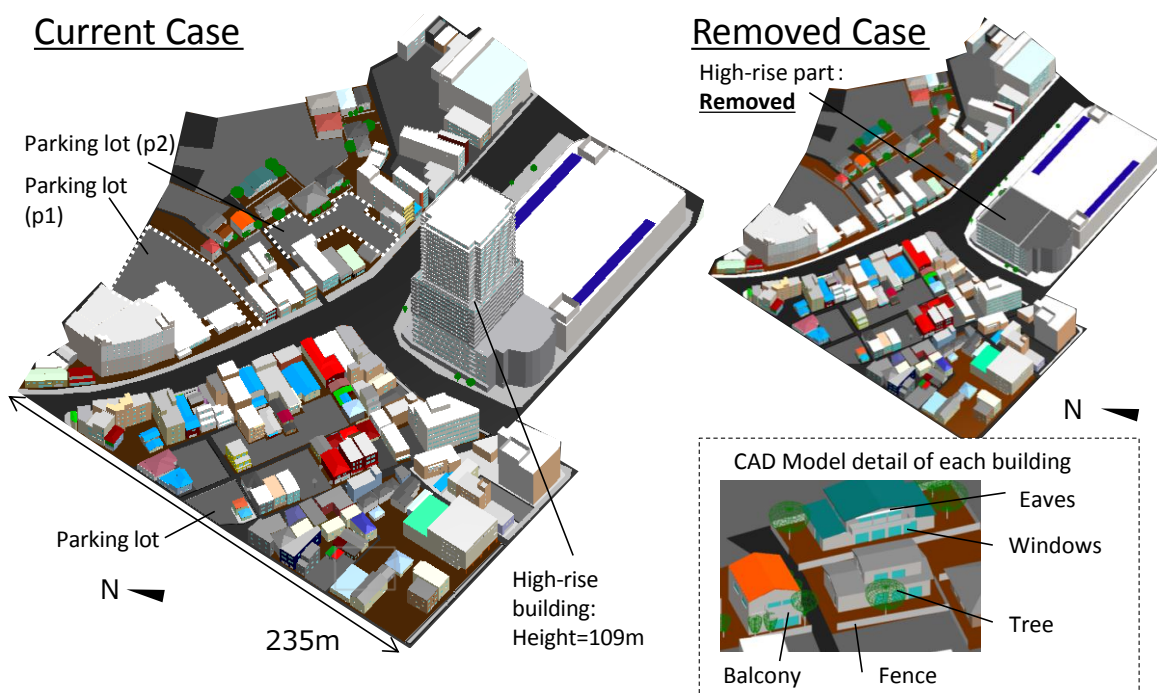 Current Case
Parking lot (p2)
Parking lot
(p1)
Parking lot
N
235m
High-rise
building:
Height=109m
Removed Case
High-rise part:
Removed
N
CAD Model detail of each building
Eaves
Windows
Tree
Balcony
Fence